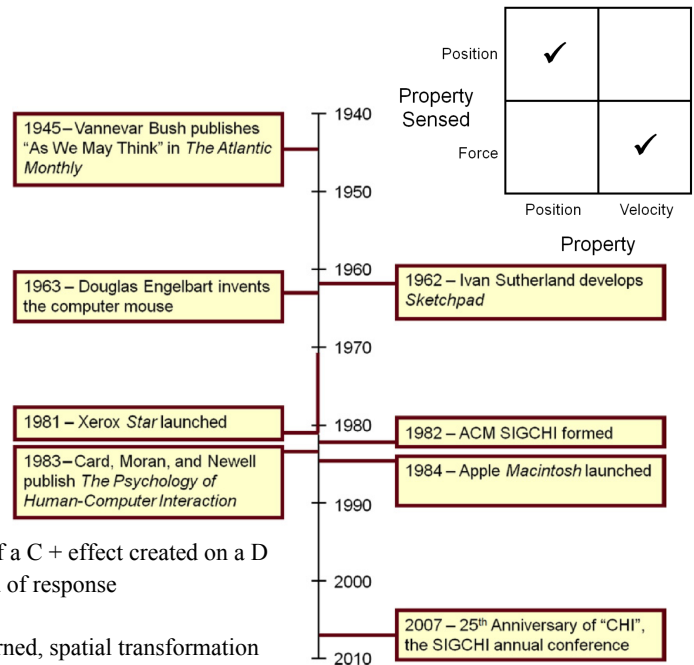 Position
Property
Sensed
Force
Position Velocity
Property
1940
1945–Vannevar Bush publishes
“As We May Think” in The Atlantic
Monthly
1950
1960
1963 – Douglas Engelbart invents
the computer mouse
1962 – Ivan Sutherland develops
Sketchpad
1970
1981 – Xerox Star launched
1980
1982 – ACM SIGCHI formed
1983–Card, Moran, and Newell
publish The Psychology of
Human-Computer Interaction
1984 – Apple Macintosh launched
1990
f a C + effect created on a D
of response
2000
rned, spatial transformation
2007 – 25th Anniversary of “CHI”,
the SIGCHI annual conference
2010